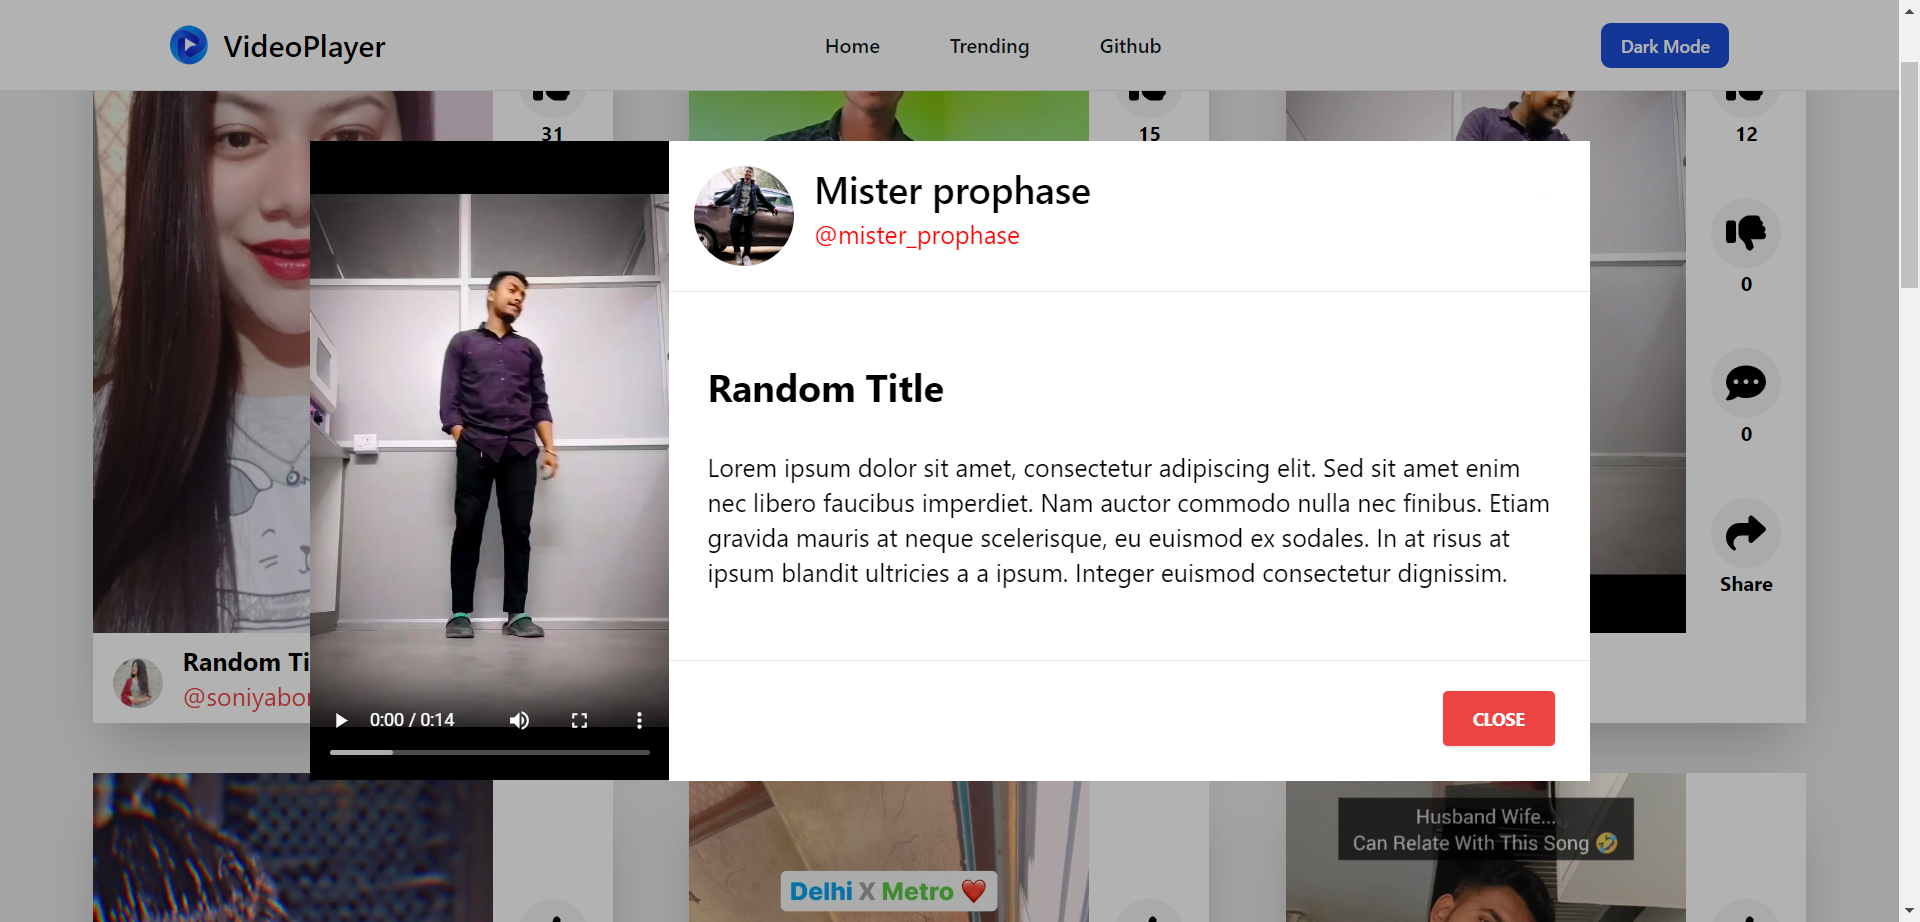 VideoPlayer
Home
Trending
Github
Dark Mode
31
15
12
Mister prophase
@mister_prophase
0
Random Title
Lorem ipsum dolor sit amet, consectetur adipiscing elit. Sed sit amet enim
nec libero faucibus imperdiet. Nam auctor commodo nulla nec finibus. Etiam
gravida mauris at neque scelerisque, eu euismod ex sodales. In at risus at
ipsum blandit ultricies a a ipsum. Integer euismod consectetur dignissim.
0
Share
Random Ti
@soniyabor
0:00 / 0:14
CLOSE
Husband Wife...
Can Relate With This Song 🤣
Delhi X Metro ❤️